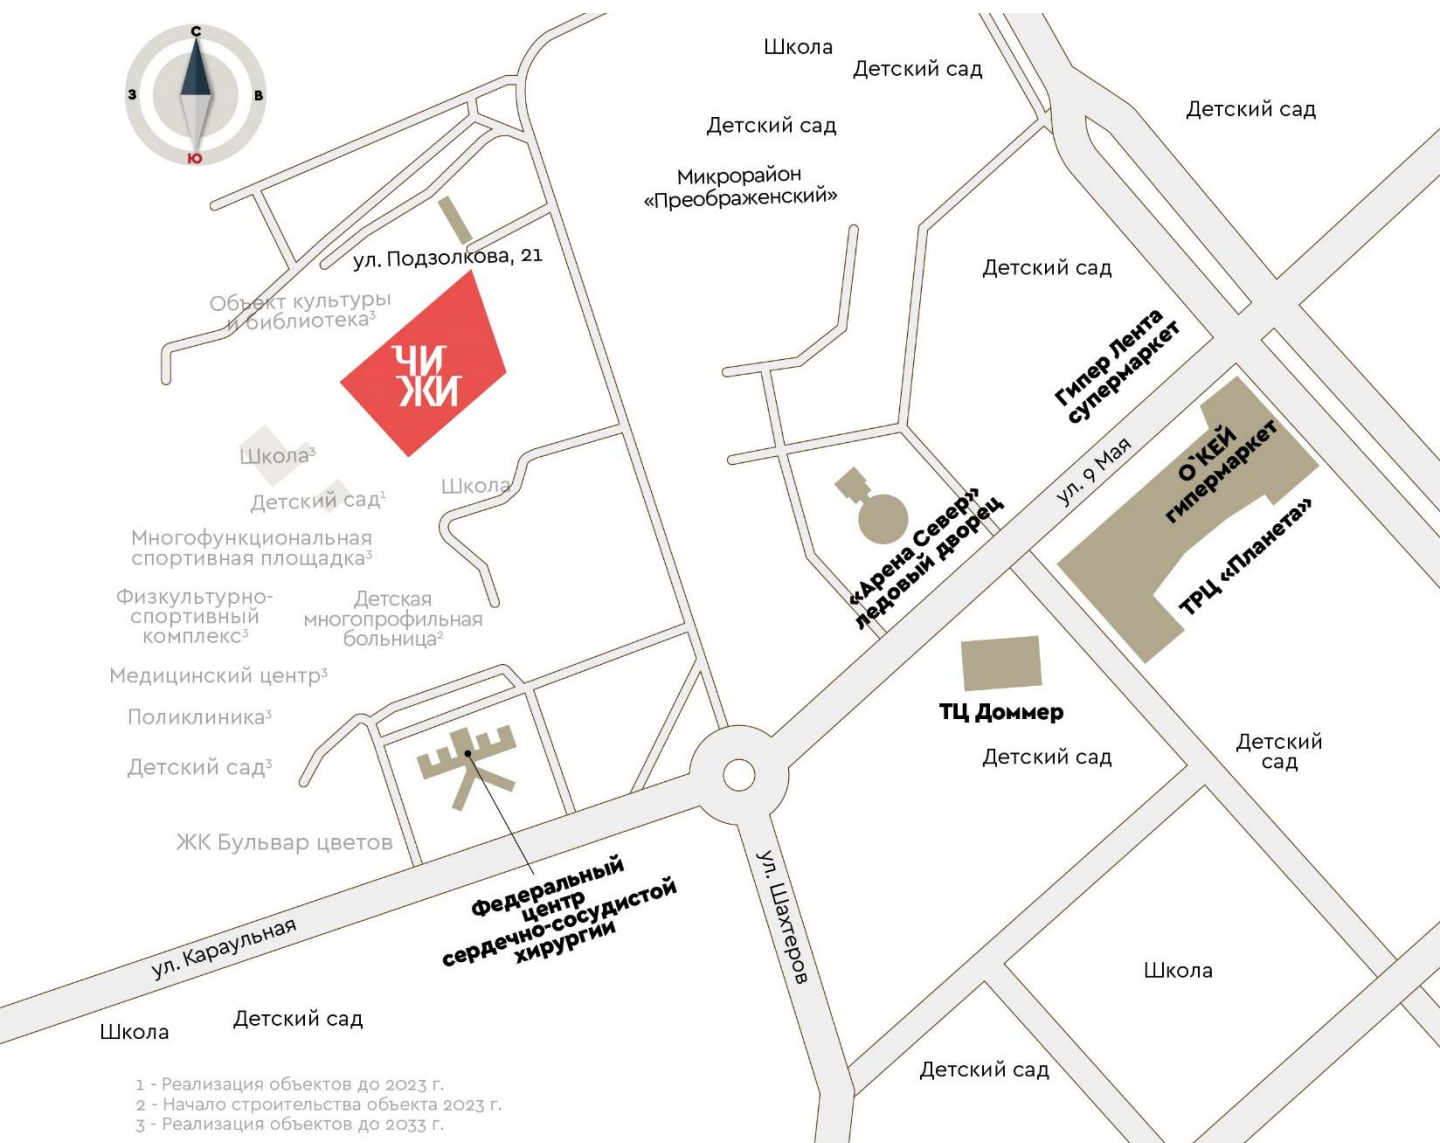 С
З
В
Ю
Школа
Детский сад
Детский сад
Детский сад
Микрорайон
«Преображенский»
ул. Подзолкова, 21
Детский сад
Объект культуры
и библиотека³
ЧИ
ЖИ
Гипер Лента
супермаркет
О`КЕЙ
гипермаркет
ул. 9 Мая
ТРЦ «Планета»
Школа³
Детский сад¹
Школа
«Арена Север»
ледовый дворец
Многофункциональная
спортивная площадка³
Физкультурно-
спортивный
комплекс³
Детская
многопрофильная
больница²
Медицинский центр³
Поликлиника³
Детский сад³
ТЦ Доммер
Детский сад
Детский
сад
ЖК Бульвар цветов
Федеральный
центр
сердечно-сосудистой
хирургии
ул. Шахтеров
ул. Караульная
Школа
Детский сад
Школа
Детский сад
1 - Реализация объектов до 2023 г.
2 - Начало строительства объекта 2023 г.
3 - Реализация объектов до 2033 г.